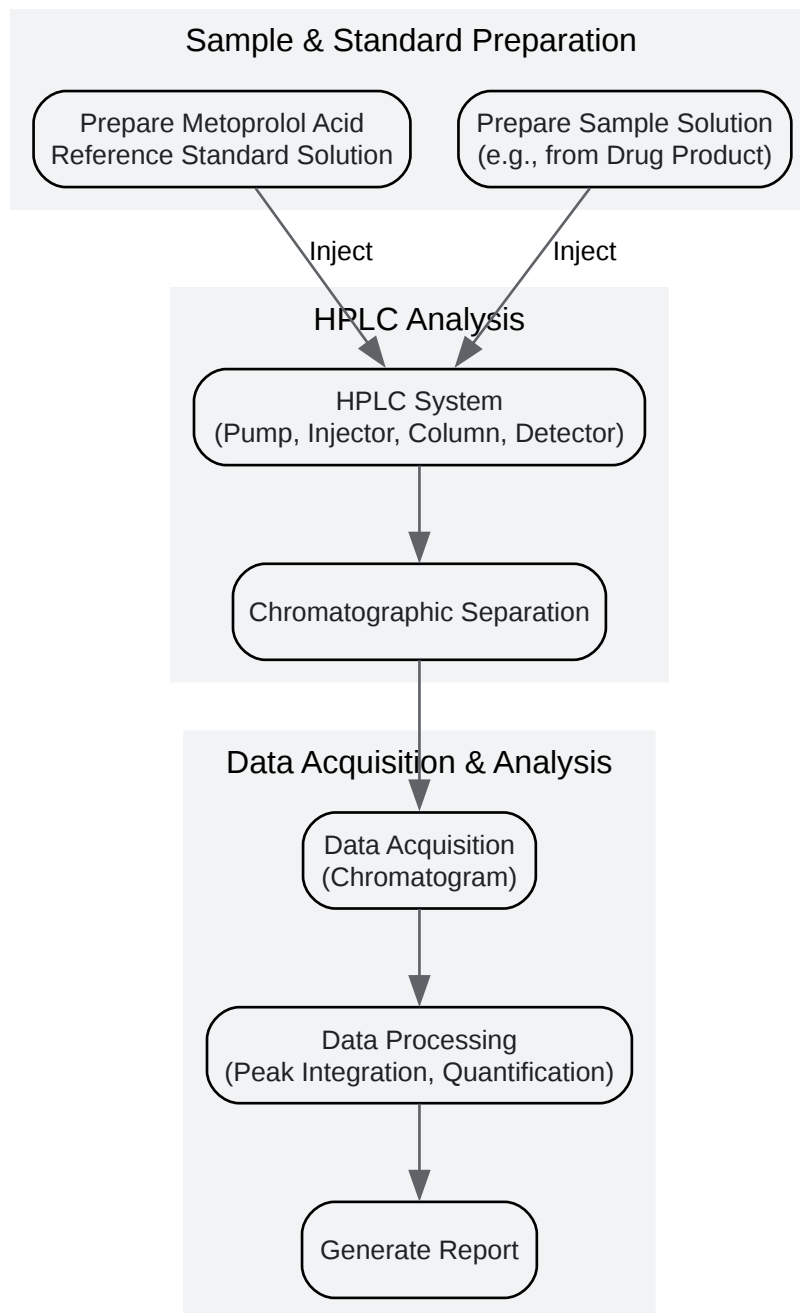 Sample & Standard Preparation
Prepare Metoprolol Acid
Reference Standard Solution
Prepare Sample Solution
(e.g., from Drug Product)
Inject
Inject
HPLC Analysis
HPLC System
(Pump, Injector, Column, Detector)
Chromatographic Separation
Data Acquisition & Analysis
Data Acquisition
(Chromatogram)
Data Processing
(Peak Integration, Quantification)
Generate Report